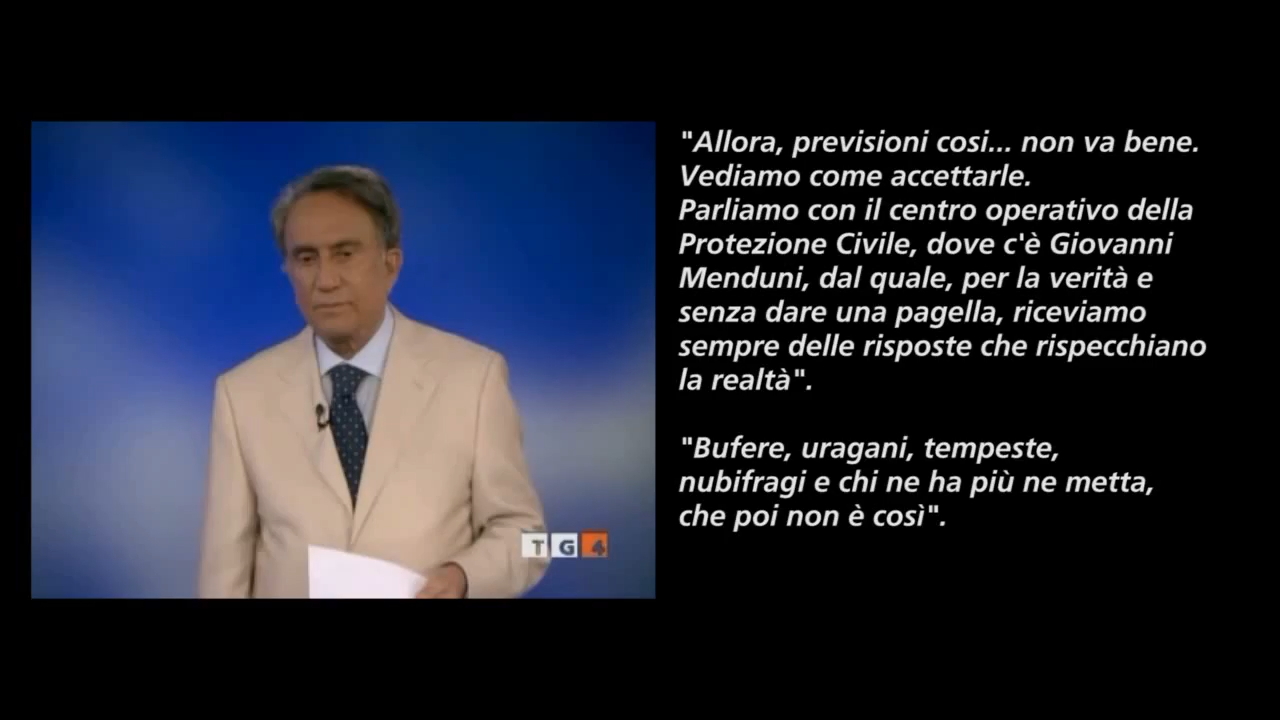 "Allora, previsioni cosi... non va bene.
Vediamo come accettarle.
Parliamo con il centro operativo della
Protezione Civile, dove c'è Giovanni
Menduni, dal quale, per la verità e
senza dare una pagella, riceviamo
sempre delle risposte che rispecchiano
la realtà".
"Bufere, uragani, tempeste,
nubifragi e chi ne ha più ne metta,
che poi non è così".
TG4